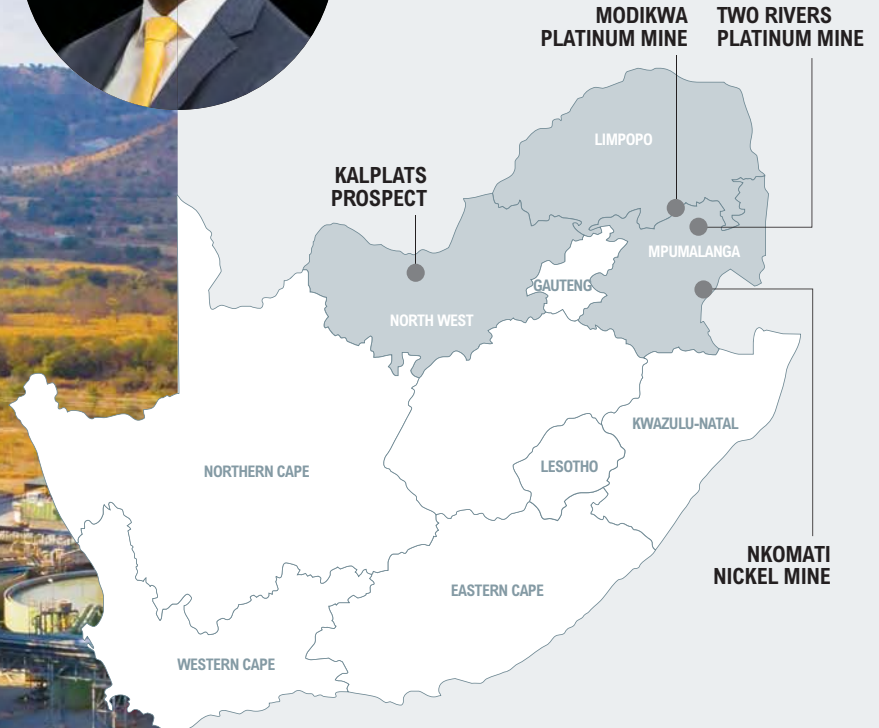 MODIKWA
PLATINUM MINE
TWO RIVERS
PLATINUM MINE
LIMPOPO
KALPLATS
PROSPECT
MPUMALANGA
GAUTENG
NORTH WEST
KWAZULU-NATAL
LESOTHO
NORTHERN CAPE
NKOMATI
NICKEL MINE
EASTERN CAPE
WESTERN CAPE